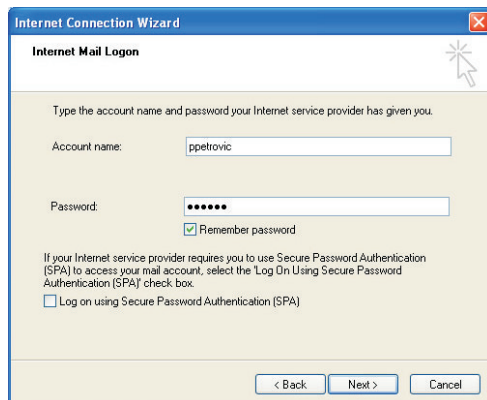 Internet Connection Wizard
Internet Mail Logon
Type the account name and password your Internet service provider has given you.
Account name: ppetrovic
Password: ●●●●●●
Remember password
If your Internet service provider requires you to use Secure Password Authentication
(SPA) to access your mail account, select the 'Log On Using Secure Password
Authentication (SPA)' check box.
Log on using Secure Password Authentication (SPA)
< Back Next > Cancel